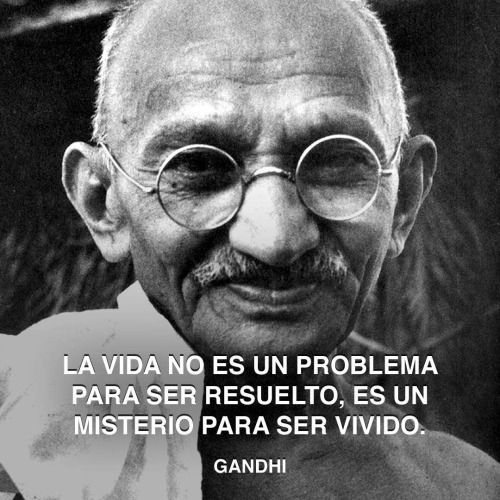 LA VIDA NO ES UN PROBLEMA
PARA SER RESUELTO, ES UN
MISTERIO PARA SER VIVIDO.
GANDHI